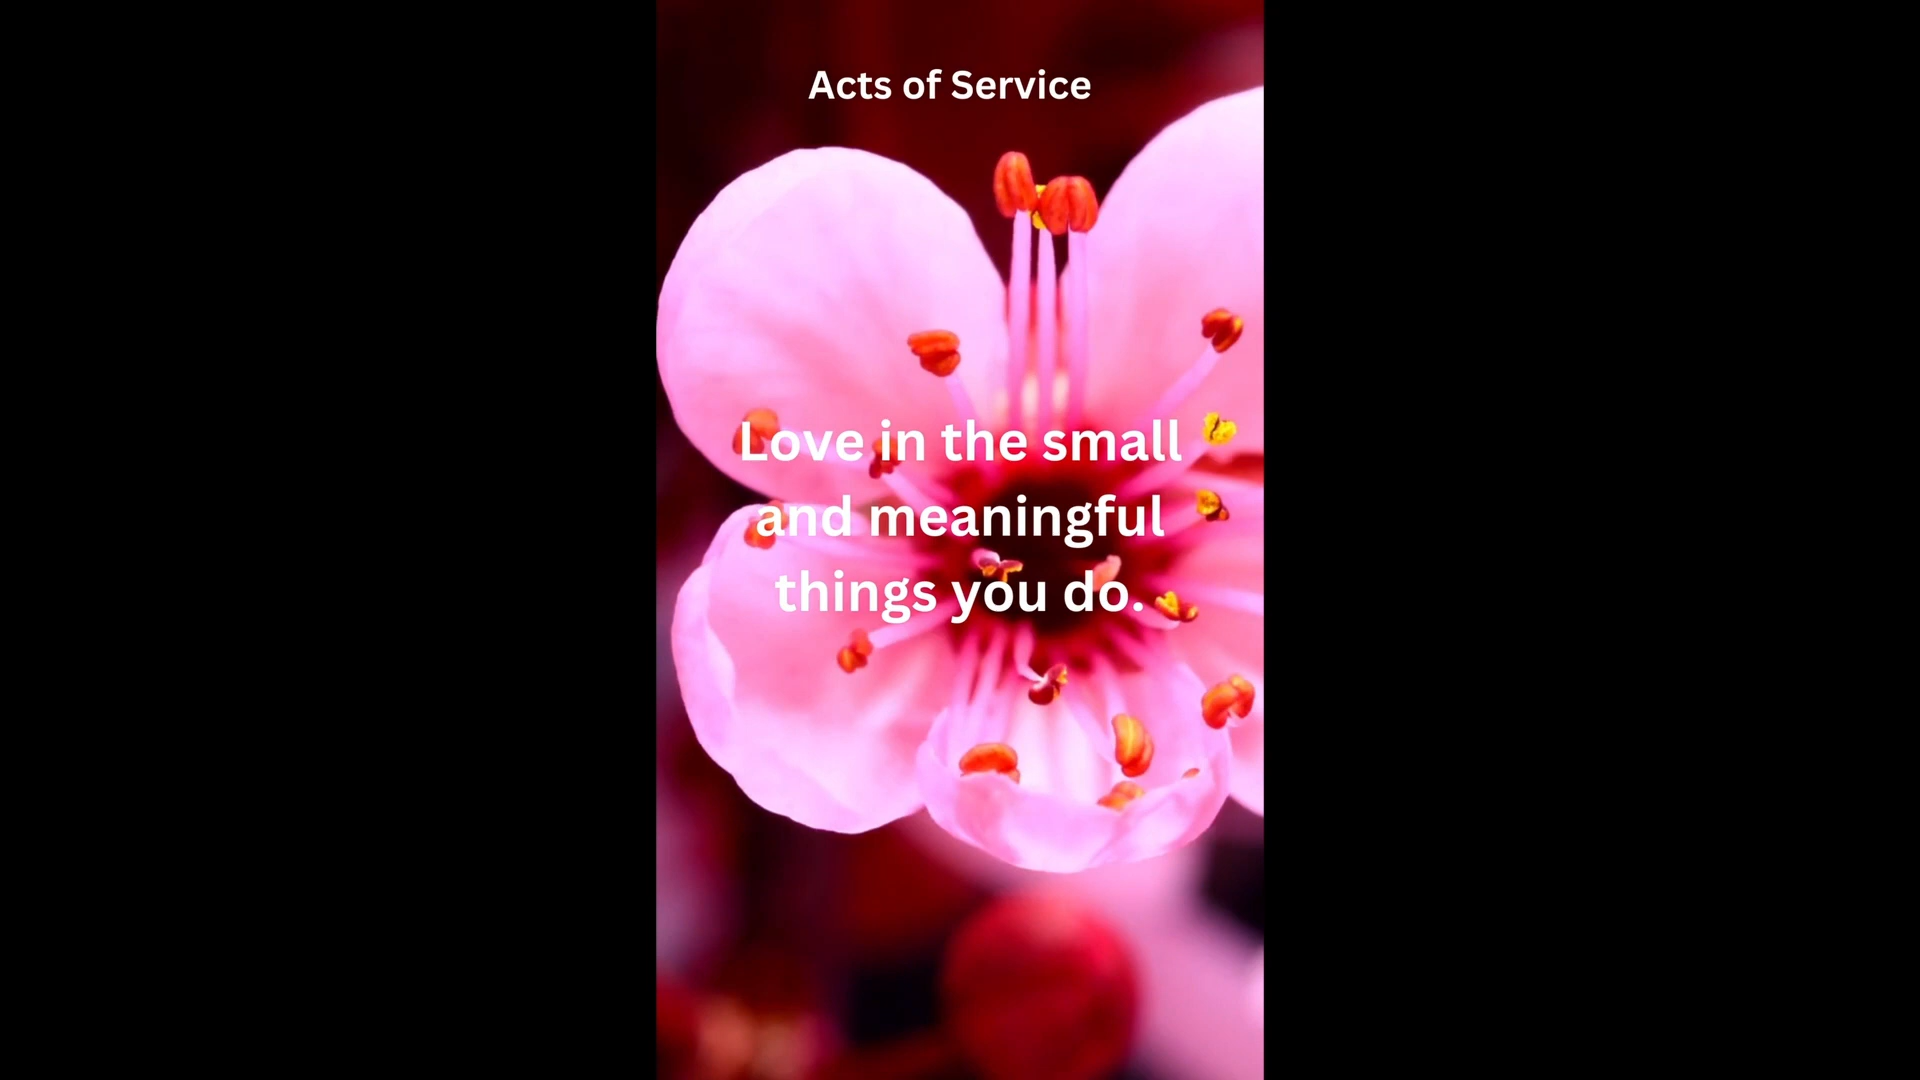 Acts of Service
Love in the small
and meaningful
things you do.